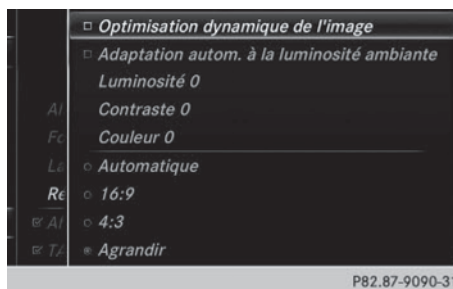 Optimisation dynamique de l'image
Adaptation autom. à la luminosité ambiante
Luminosité 0
Contraste 0
Couleur 0
Automatique
16:9
4:3
Agrandir
P82.87-9090-31